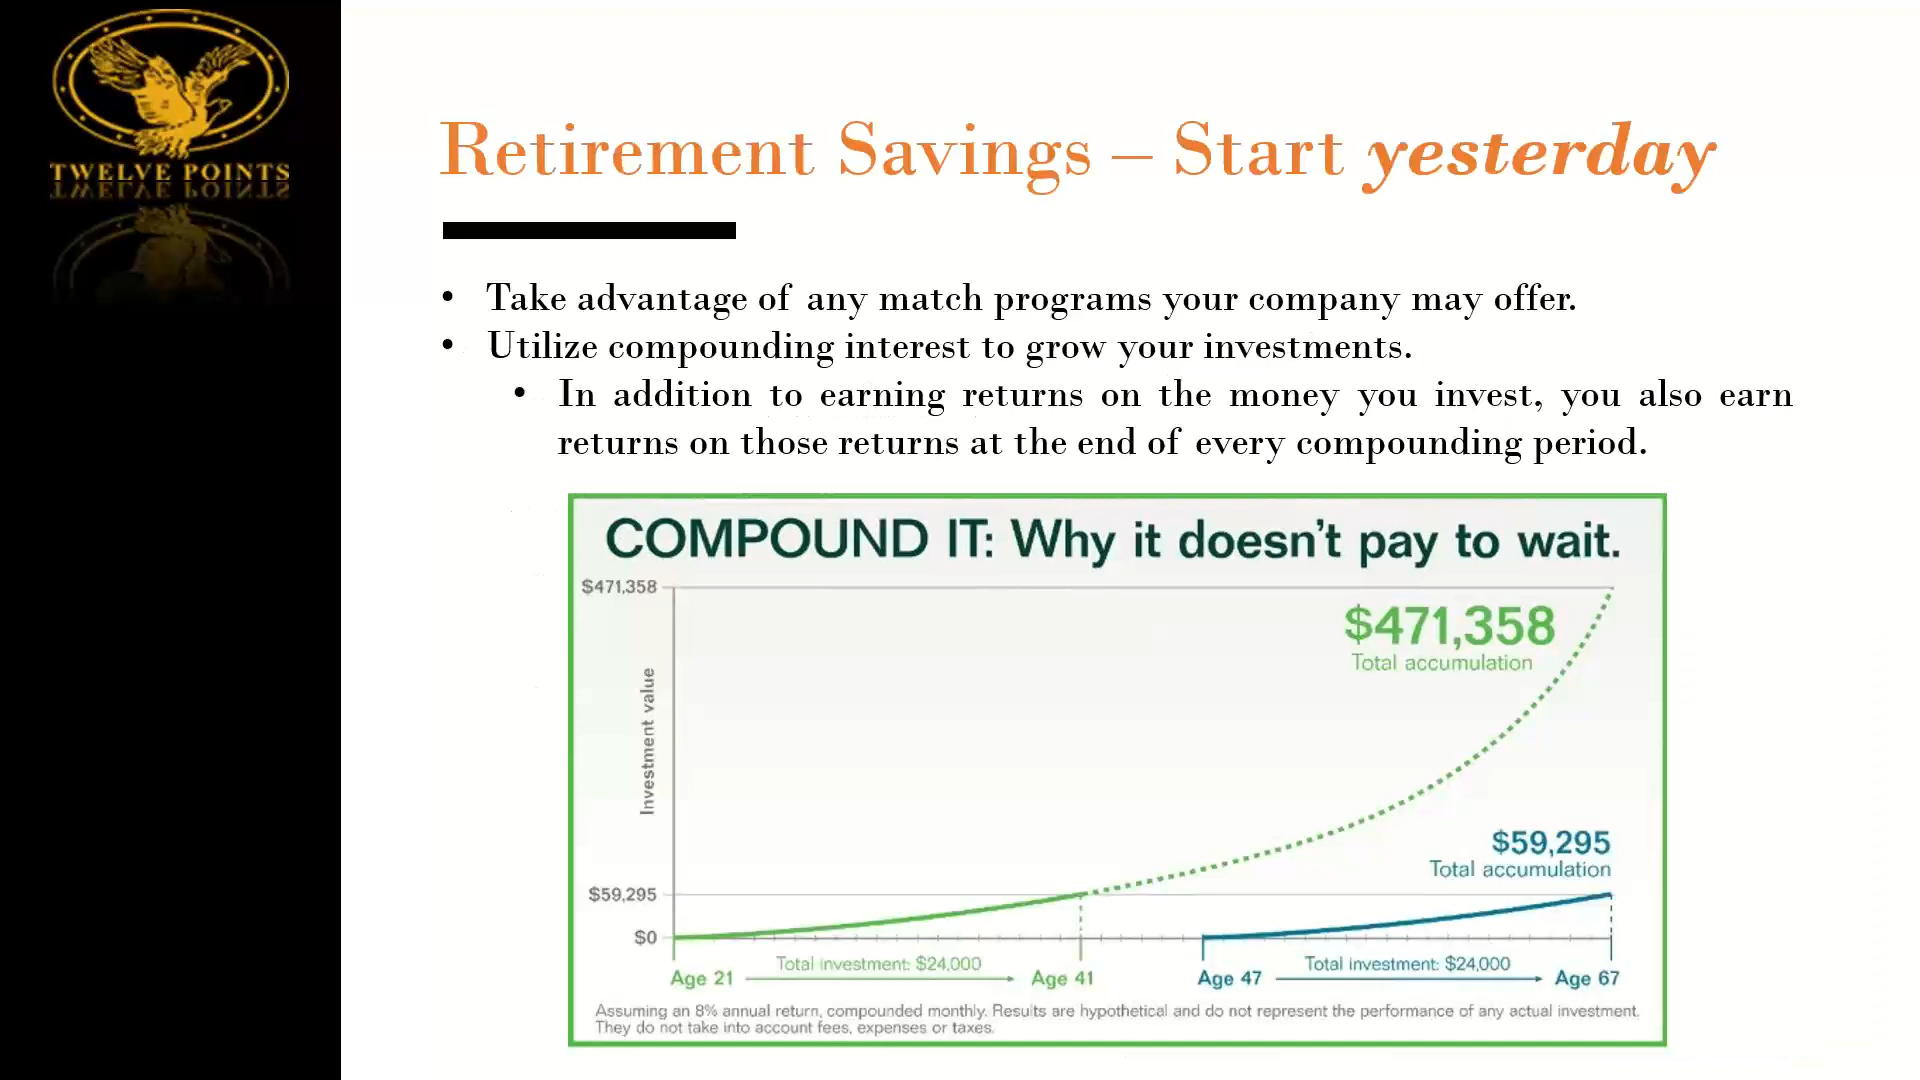 TWELVE POINTS
Retirement Savings – Start yesterday
• Take advantage of any match programs your company may offer.
• Utilize compounding interest to grow your investments.
• In addition to earning returns on the money you invest, you also earn
returns on those returns at the end of every compounding period.
COMPOUND IT: Why it doesn't pay to wait.
$471,358
$471,358
Total accumulation
Investment value
$59,295
Total accumulation
$59,295
$0
Total investment: $24,000
Total investment: $24,000
Age 21
Age 41
Age 47
Age 67
Assuming an 8% annual return, compounded monthly. Results are hypothetical and do not represent the performance of any actual investment.
They do not take into account fees, expenses or taxes.